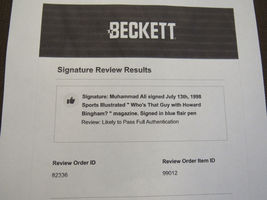 BECKETT
Signature Review Results
Signature: Muhammad Ali signed July 13th, 1998
Sports Illustrated " Who's That Guy with Howard
Bingham? " magazine. Signed in blue flair pen
Review: Likely to Pass Full Authentication
Review Order ID Review Order Item ID
82336 99012